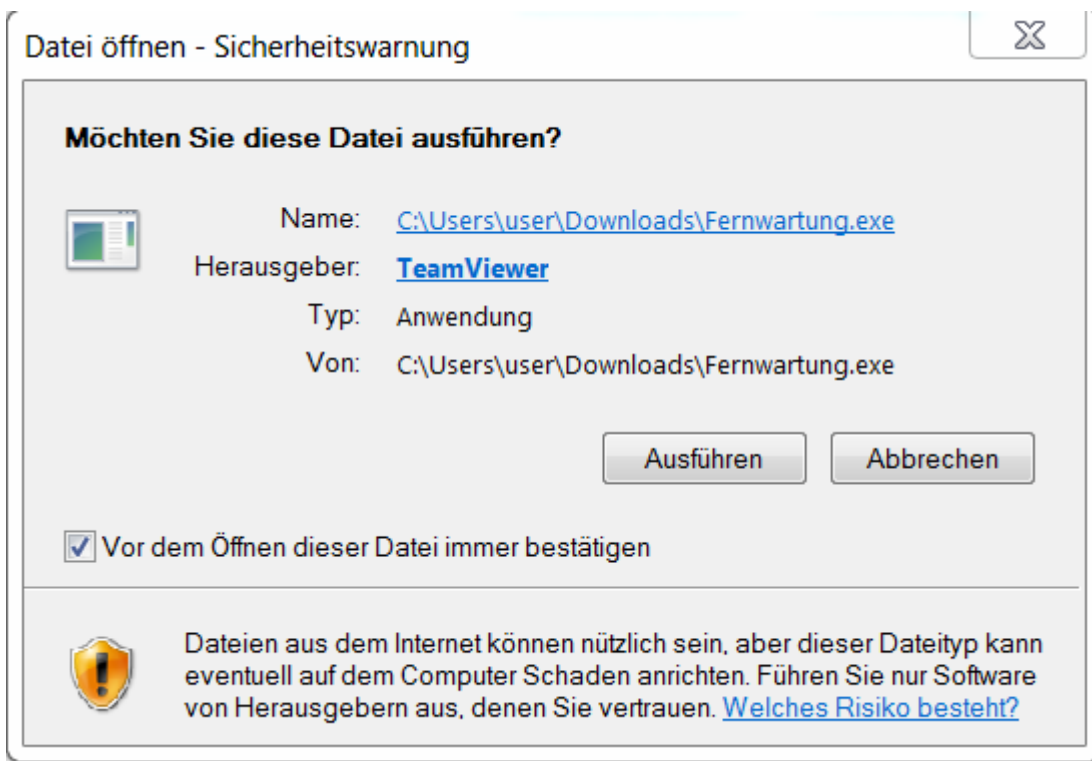 Datei öffnen - Sicherheitswarnung
Möchten Sie diese Datei ausführen?
Name: C:\Users\user\Downloads\Fernwartung.exe
Herausgeber: TeamViewer
Typ: Anwendung
Von: C:\Users\user\Downloads\Fernwartung.exe
Ausführen Abbrechen
Vor dem Öffnen dieser Datei immer bestätigen
Dateien aus dem Internet können nützlich sein, aber dieser Dateityp kann
eventuell auf dem Computer Schaden anrichten. Führen Sie nur Software
von Herausgebern aus, denen Sie vertrauen. Welches Risiko besteht?